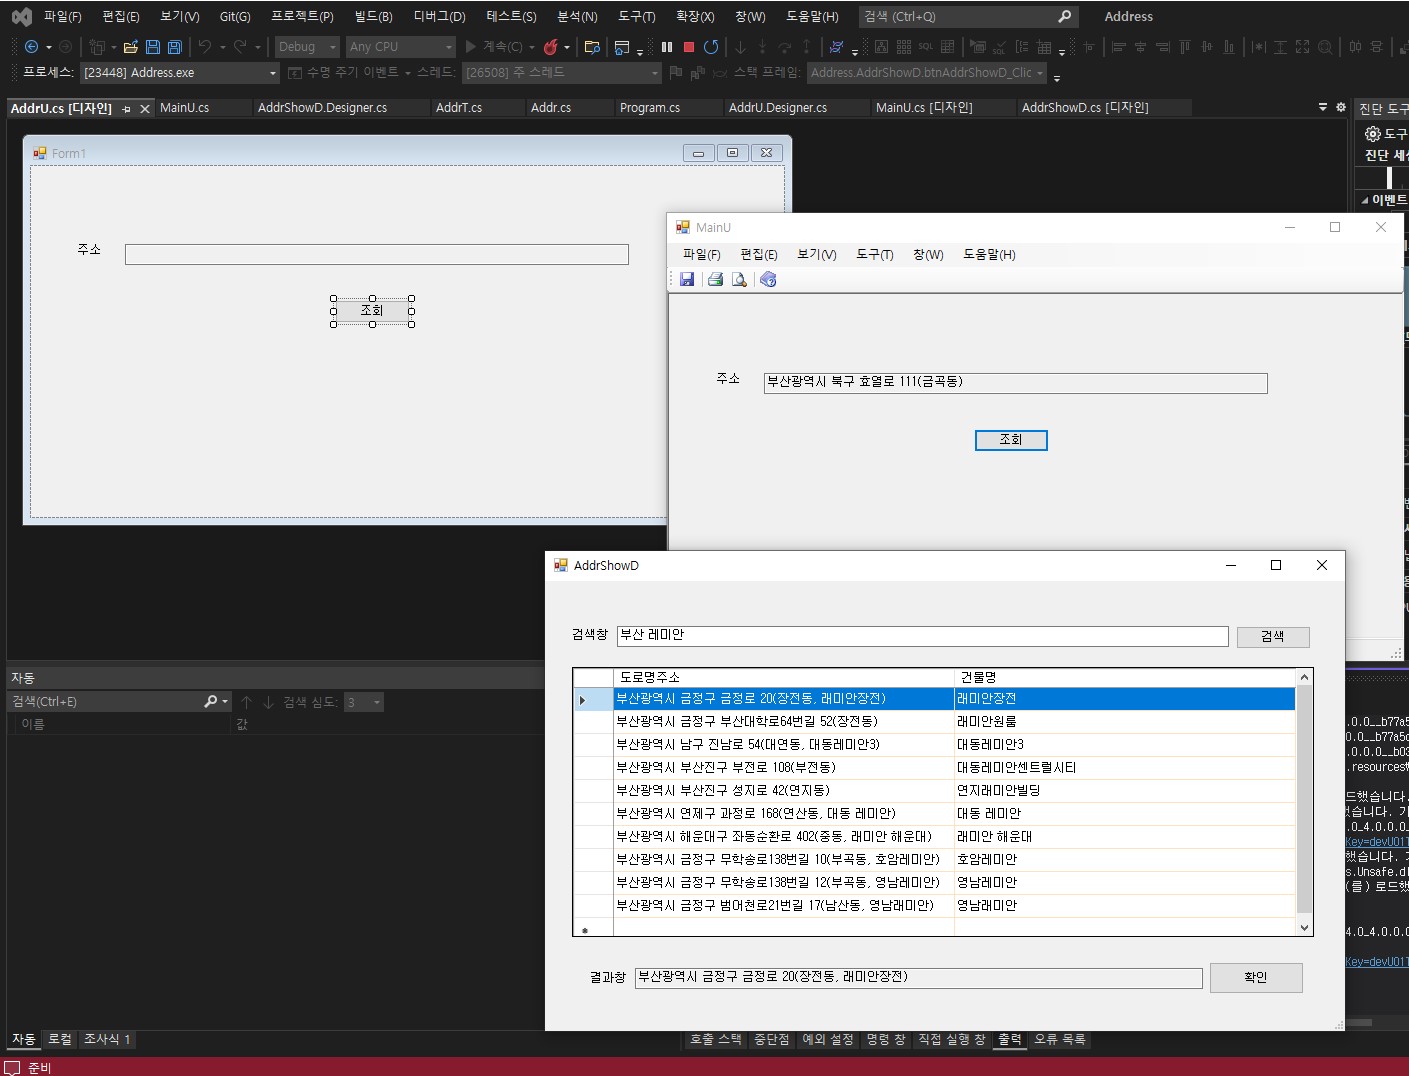 파일(F) 편집(E) 보기(V) Git(G) 프로젝트(P) 빌드(B) 디버그(D) 테스트(S) 분석(N) 도구(T) 확장(X) 창(W) 도움말(H) 검색 (Ctrl+Q) Address
Debug Any CPU 계속(C) SQL SQL
프로세스: [23448] Address.exe 수명 주기 이벤트 스레드: [26508] 주 스레드 스택 프레임: Address.AddrShowD.btnAddrShowD_Clic
AddrU.cs [디자인] MainU.cs AddrShowD.Designer.cs AddrT.cs Addr.cs Program.cs AddrU.Designer.cs MainU.cs [디자인] AddrShowD.cs [디자인]
진단 도구
도구
진단 세션
이벤트
Form1
주소
조회
MainU
파일(F) 편집(E) 보기(V) 도구(T) 창(W) 도움말(H)
주소 부산광역시 북구 효열로 111(금곡동)
조회
AddrShowD
검색창 부산 레미안 검색
도로명주소 건물명
부산광역시 금정구 금정로 20(장전동, 래미안장전) 래미안장전
부산광역시 금정구 부산대학로64번길 52(장전동) 래미안원룸
부산광역시 남구 진남로 54(대연동, 대동레미안3) 대동레미안3
부산광역시 부산진구 부전로 108(부전동) 대동레미안센트럴시티
부산광역시 부산진구 성지로 42(연지동) 연지래미안빌딩
부산광역시 연제구 과정로 168(연산동, 대동 레미안) 대동 레미안
부산광역시 해운대구 좌동순환로 402(중동, 래미안 해운대) 래미안 해운대
부산광역시 금정구 무학송로138번길 10(부곡동, 호암레미안) 호암레미안
부산광역시 금정구 무학송로138번길 12(부곡동, 영남레미안) 영남레미안
부산광역시 금정구 범어천로21번길 17(남산동, 영남래미안) 영남래미안
결과창 부산광역시 금정구 금정로 20(장전동, 래미안장전) 확인
자동
검색(Ctrl+E) 검색 심도: 3
이름 값
.0.0__b77a5
0.0__b77a5c
.0.0.0__b03
.resources
드했습니다.
했습니다. 기
.0_4.0.0.0_
Key=devU01T
했습니다. 기
s.Unsafe.dl
(를) 로드했
4.0_4.0.0.0
Key=devU01T
자동 로컬 조사식 1
호출 스택 중단점 예외 설정 명령 창 직접 실행 창 출력 오류 목록
준비